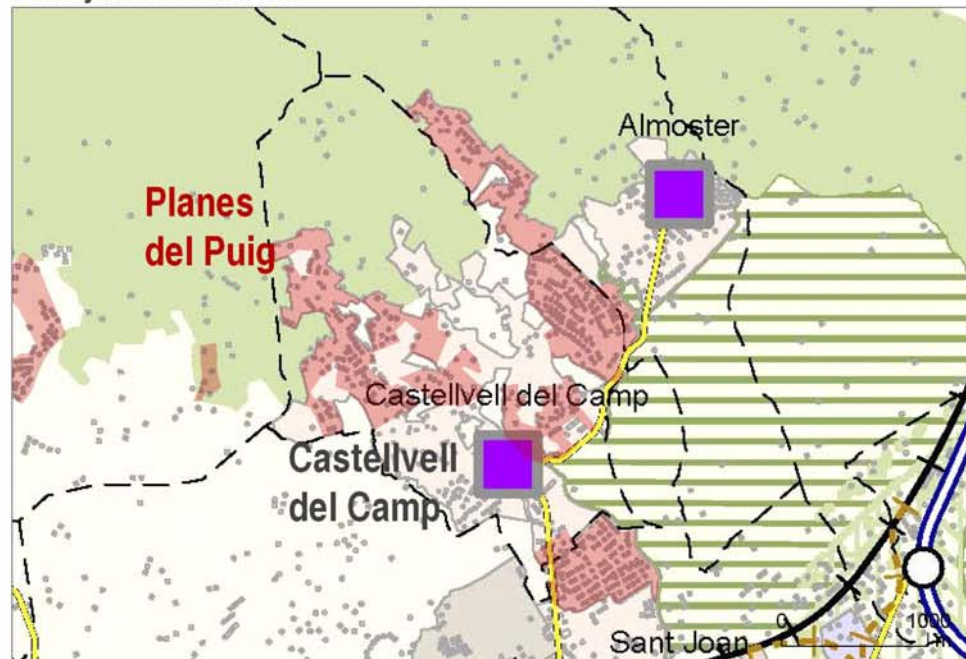 Almoster
Planes
del Puig
Castellvell del Camp
Castellvell
del Camp
Sant Joan
0
1000
m